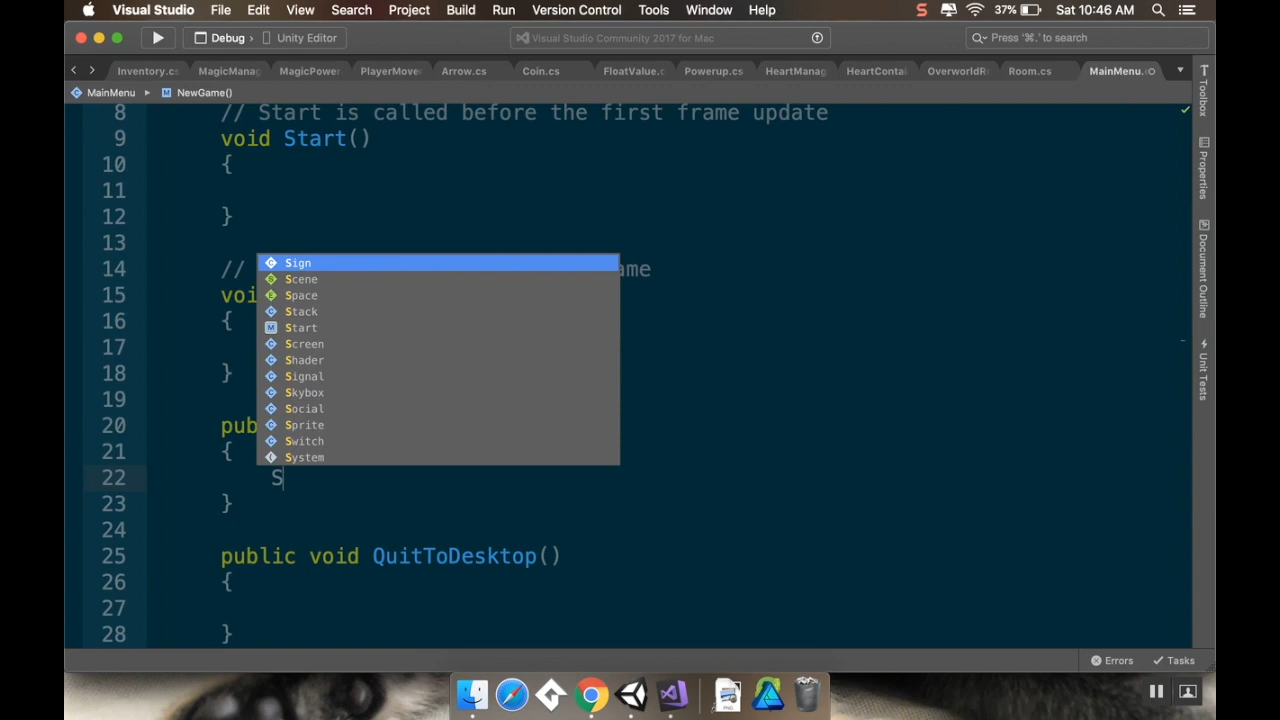 Visual Studio File Edit View Search Project Build Run Version Control Tools Window Help 37% Sat 10:46 AM
Debug Unity Editor Visual Studio Community 2017 for Mac Press '⌘.' to search
Inventory.cs MagicManag MagicPower PlayerMove Arrow.cs Coin.cs FloatValue.c Powerup.cs HeartManag HeartContai OverworldR Room.cs MainMenu.c
MainMenu NewGame()
8 // Start is called before the first frame update
9 void Start()
10 {
11
12 }
13
14 // ame
15 voi
16 {
17
18 }
19
20 pub
21 {
22 S
23 }
24
25 public void QuitToDesktop()
26 {
27
28 }
Sign
Scene
Space
Stack
Start
Screen
Shader
Signal
Skybox
Social
Sprite
Switch
System
Toolbox
Properties
Document Outline
Unit Tests
Errors Tasks